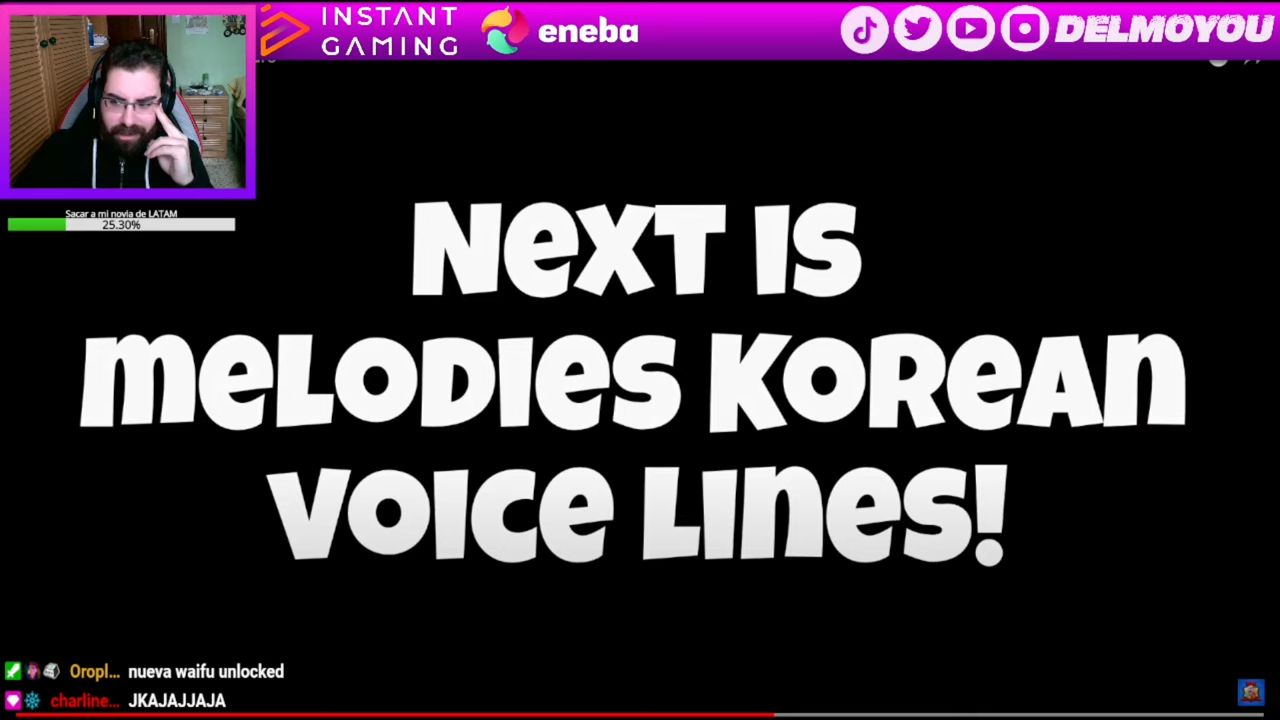 INSTANT
GAMING
eneba
DELMOYOU
Sacar a mi novia de LATAM
25.30%
Next is
melodies Korean
voice lines!
Oropl... nueva waifu unlocked
charline... JKAJAJJAJA